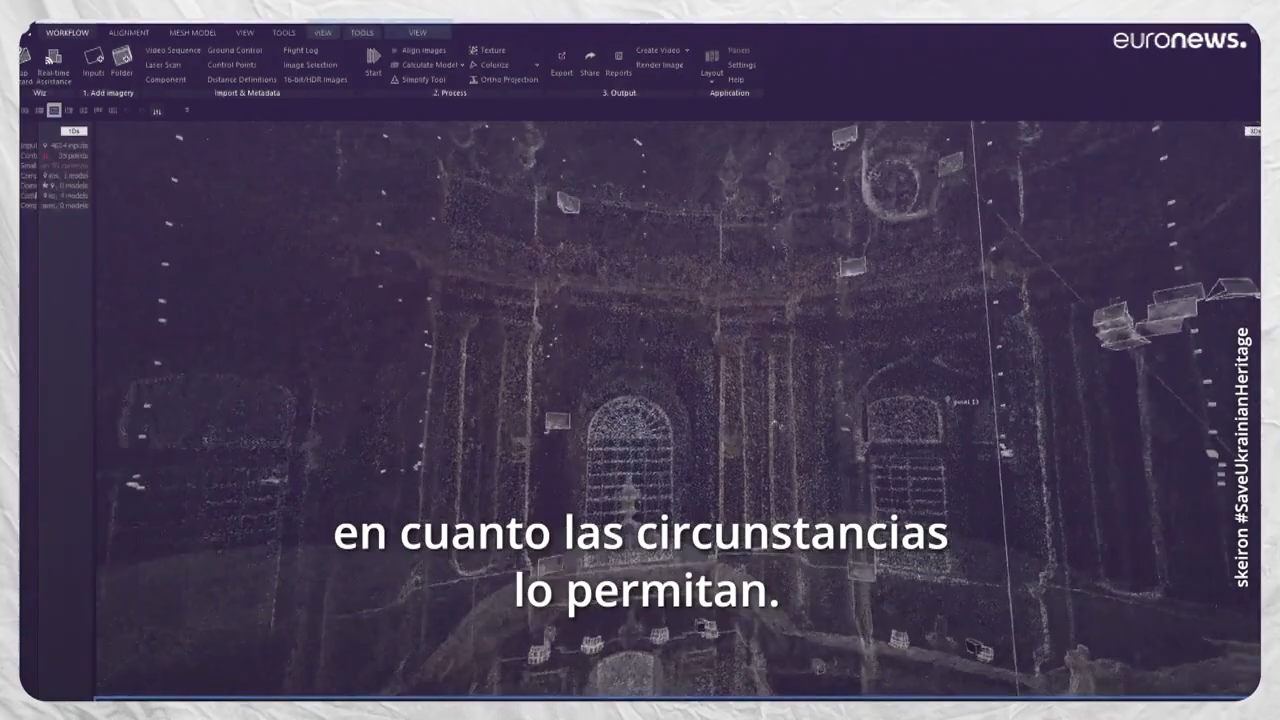 euronews.
WORKFLOW ALIGNMENT MESH MODEL VIEW TOOLS VIEW TOOLS VIEW
Video Sequence Ground Control Flight Log Align Images Texture Create Video
Real-time Inputs Folder Laser Scan Control Points Image Selection Start Calculate Model Colorize Export Share Reports Render Image Layout Settings
Assistance Component Distance Definitions 16-bit/HDR Images Simplify Tool Ortho Projection Help
1. Add imagery Import & Metadata 2. Process 3. Output Application
1Ds
en cuanto las circunstancias
lo permitan.
skeiron #SaveUkrainianHeritage